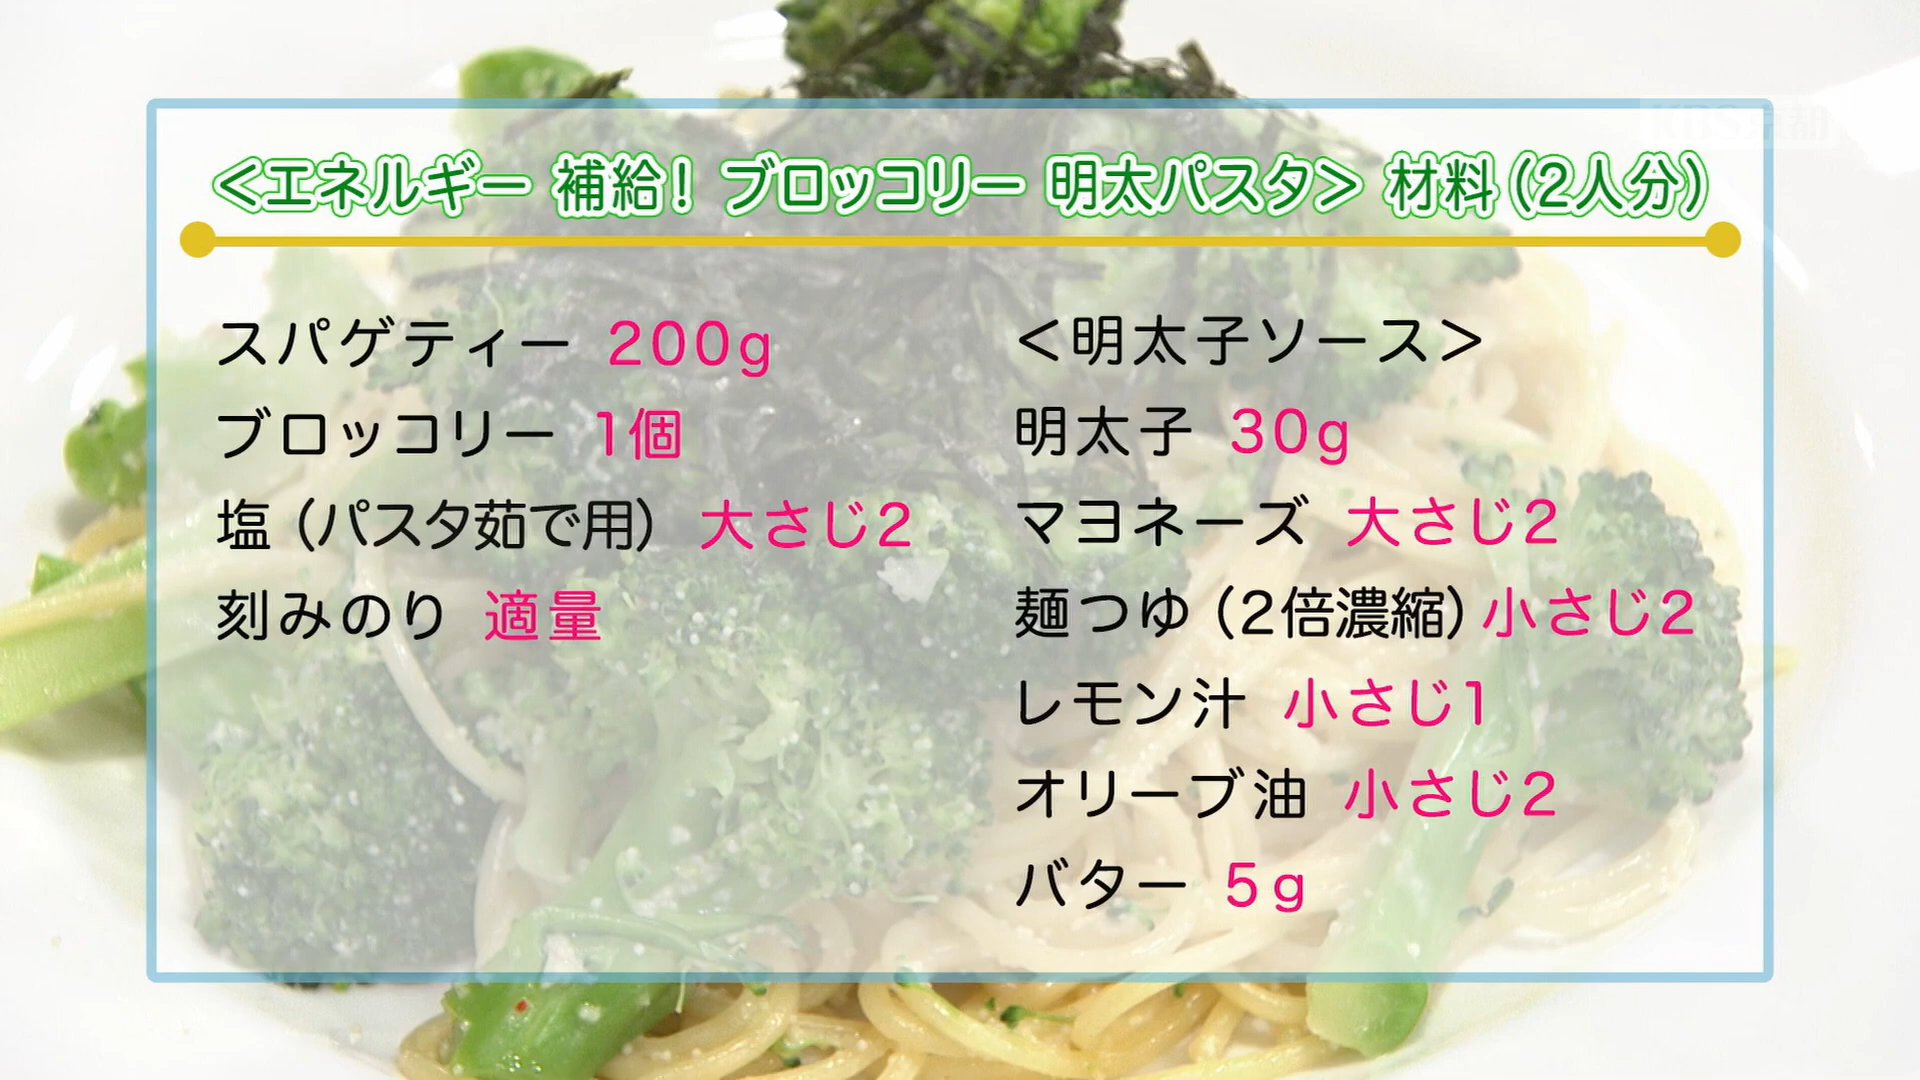 KBS京都
＜エネルギー 補給！ ブロッコリー 明太パスタ＞ 材料（2人分）
スパゲティー 200g
ブロッコリー 1個
塩（パスタ茹で用） 大さじ2
刻みのり 適量
＜明太子ソース＞
明太子 30g
マヨネーズ 大さじ2
麺つゆ（2倍濃縮）小さじ2
レモン汁 小さじ1
オリーブ油 小さじ2
バター 5g